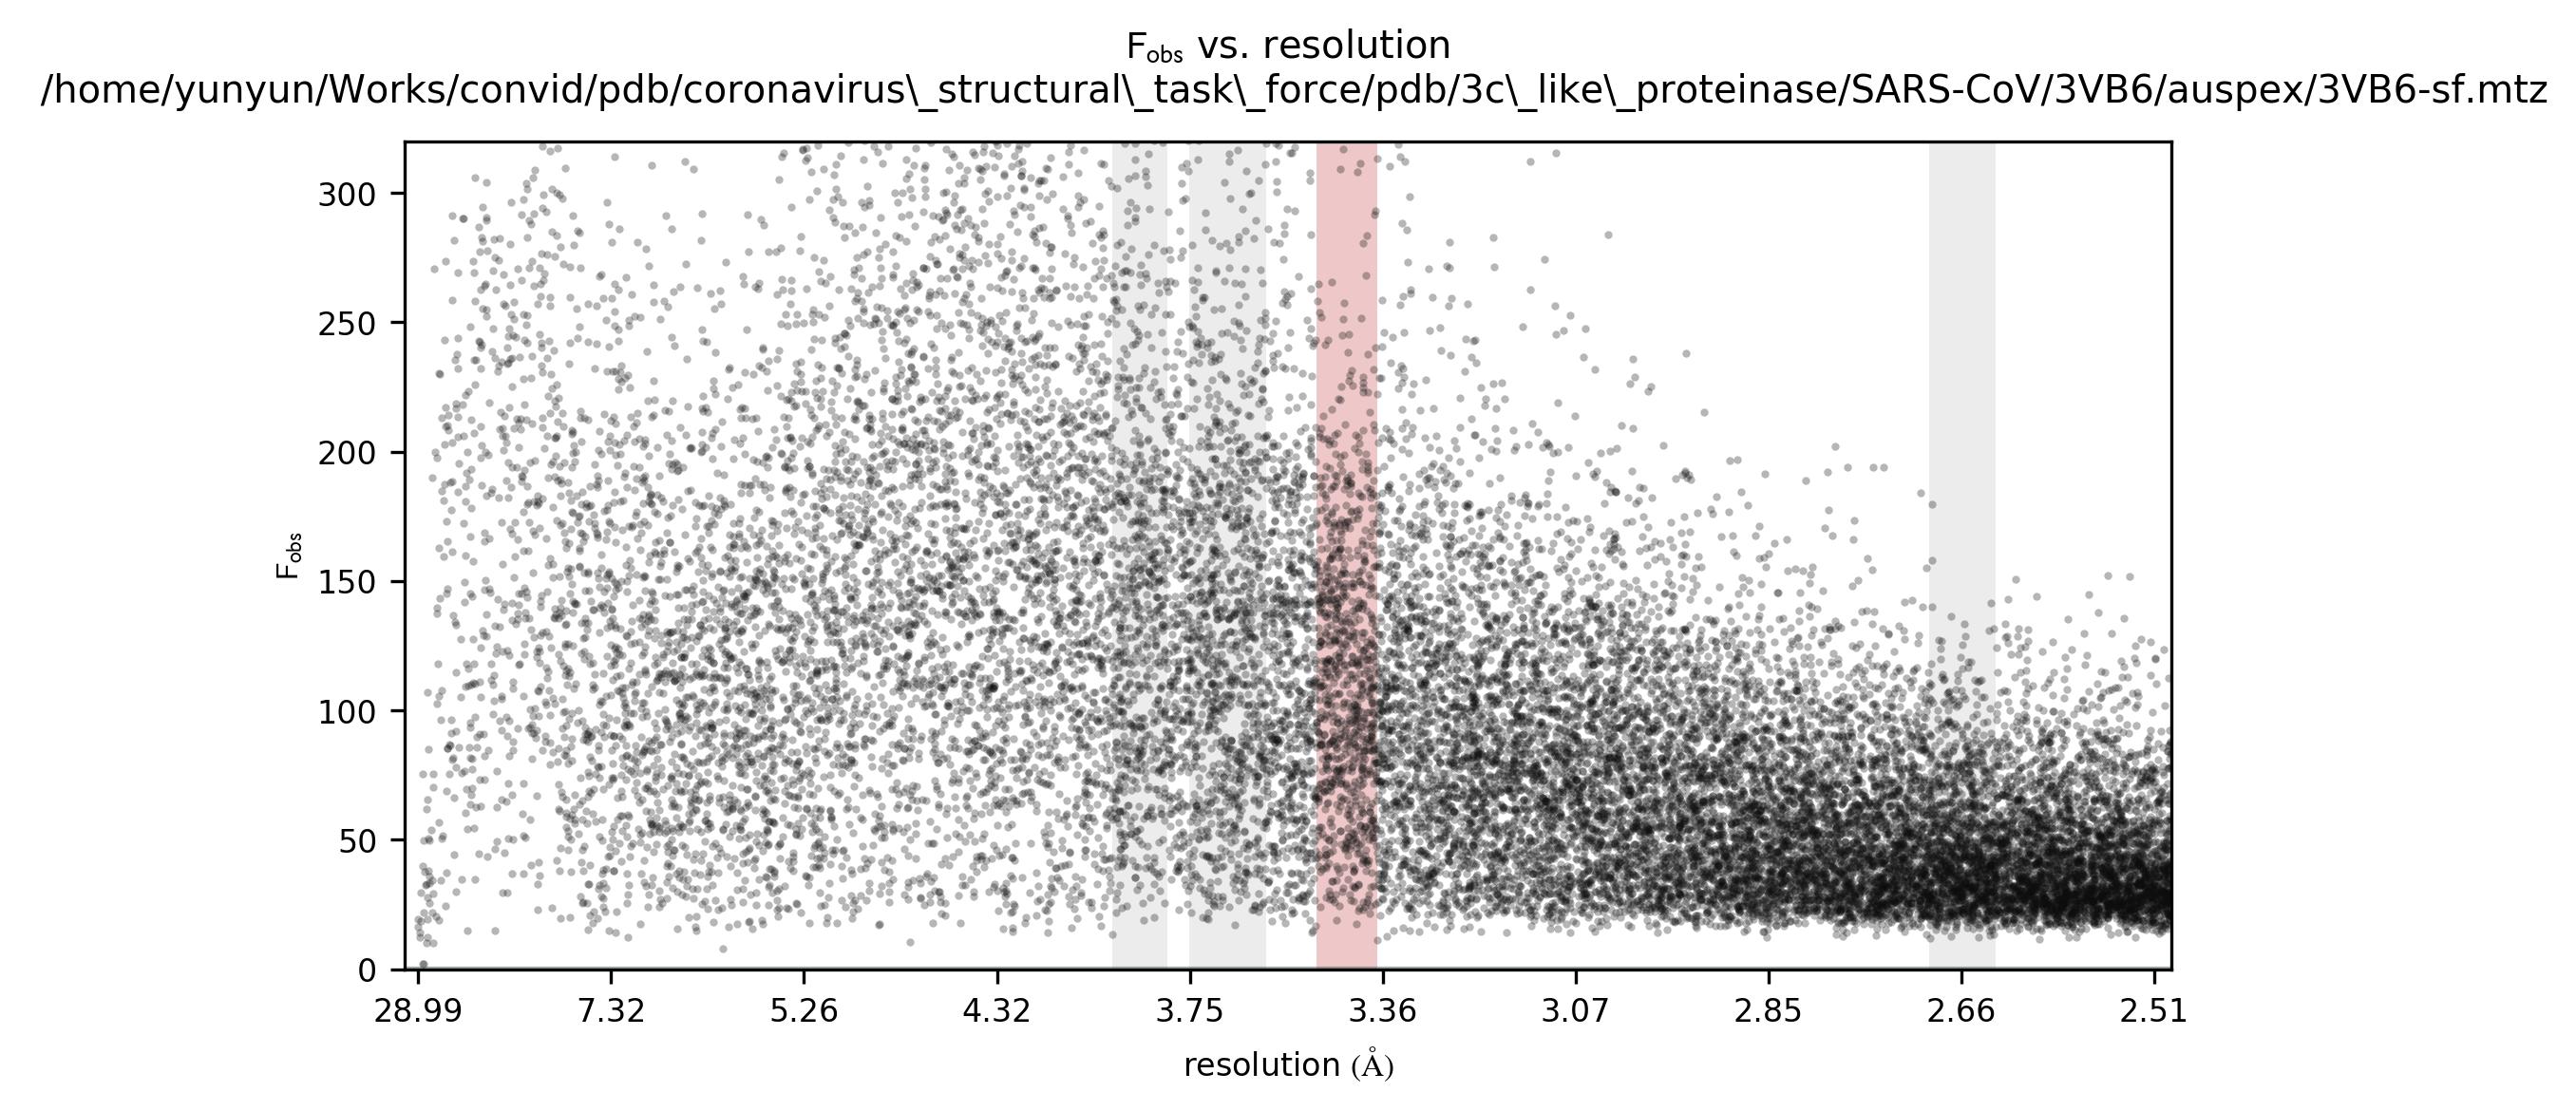 F_obs vs. resolution
/home/yunyun/Works/convid/pdb/coronavirus\_structural\_task\_force/pdb/3c\_like\_proteinase/SARS-CoV/3VB6/auspex/3VB6-sf.mtz
300
250
200
150
100
50
0
F_obs
28.99 7.32 5.26 4.32 3.75 3.36 3.07 2.85 2.66 2.51
resolution (Å)